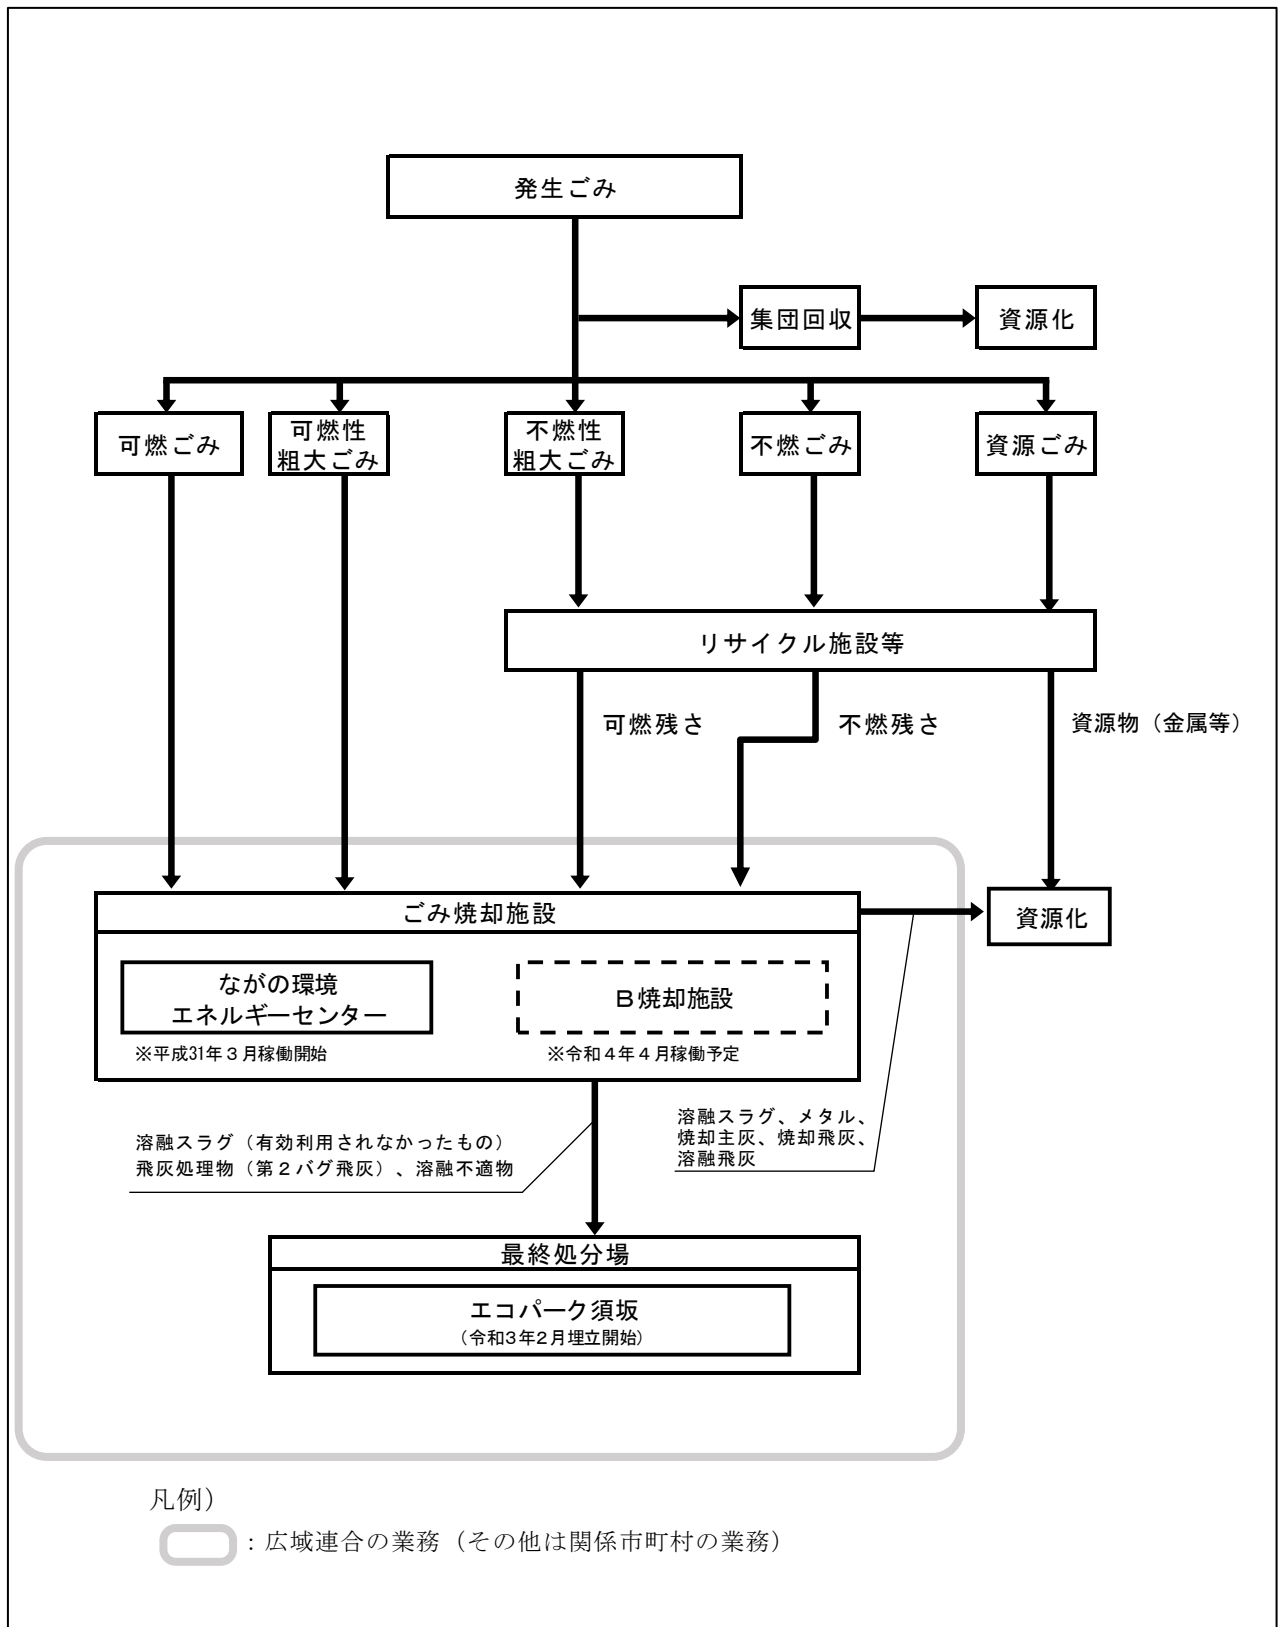 発生ごみ
集団回収
資源化
可燃ごみ
可燃性
粗大ごみ
不燃性
粗大ごみ
不燃ごみ
資源ごみ
リサイクル施設等
可燃残さ
不燃残さ
資源物（金属等）
ごみ焼却施設
資源化
ながの環境
エネルギーセンター
※平成31年３月稼働開始
Ｂ焼却施設
※令和４年４月稼働予定
溶融スラグ（有効利用されなかったもの）
飛灰処理物（第２バグ飛灰）、溶融不適物
溶融スラグ、メタル、
焼却主灰、焼却飛灰、
溶融飛灰
最終処分場
エコパーク須坂
（令和３年２月埋立開始）
凡例）
：広域連合の業務（その他は関係市町村の業務）